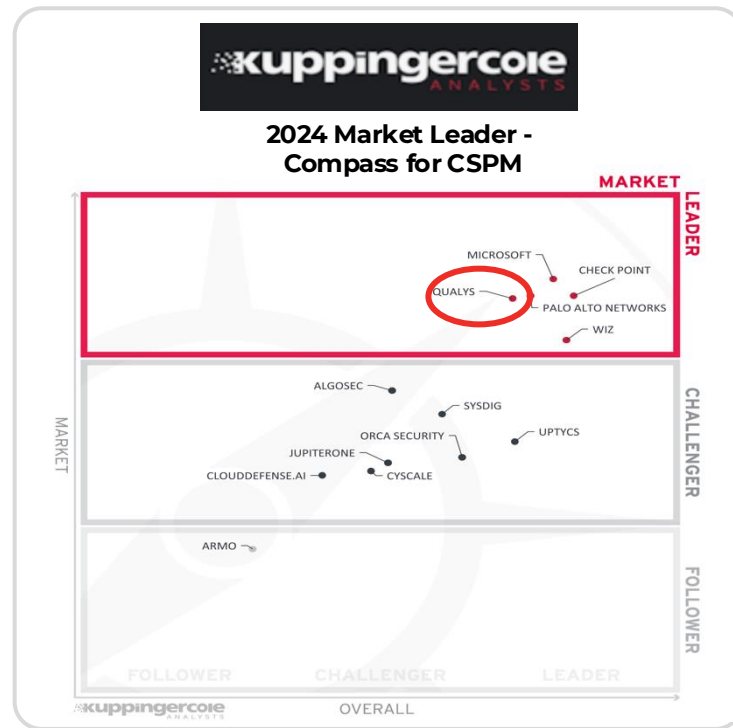 kuppingercole
ANALYSTS
2024 Market Leader -
Compass for CSPM
MARKET
LEADER
MICROSOFT
CHECK POINT
QUALYS
PALO ALTO NETWORKS
WIZ
ALGOSEC
SYSDIG
ORCA SECURITY
UPTYCS
JUPITERONE
CLOUDDEFENSE.AI
CYSCALE
CHALLENGER
MARKET
ARMO
FOLLOWER
FOLLOWER
CHALLENGER
LEADER
kuppingercole
ANALYSTS
OVERALL